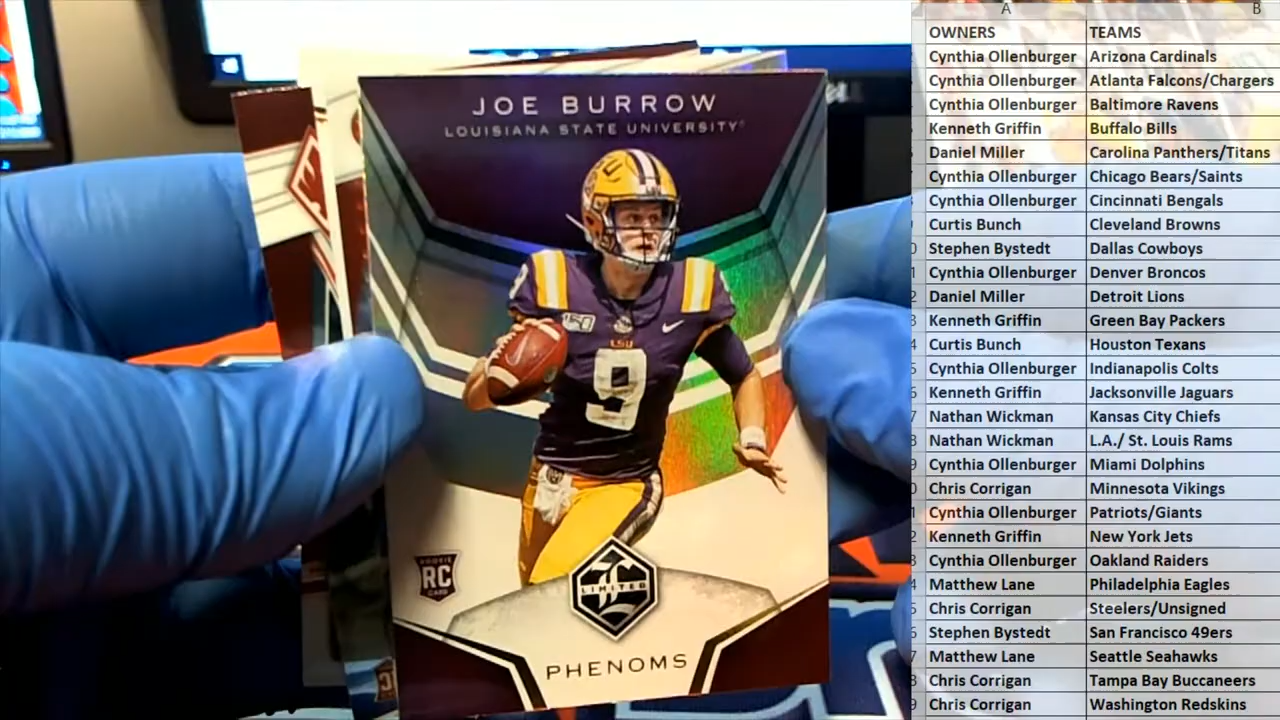 JOE BURROW
LOUISIANA STATE UNIVERSITY®
9
150
LSU
9
ROOKIE
RC
CARD
L
LIMITED
PHENOMS
A B
OWNERS TEAMS
Cynthia Ollenburger Arizona Cardinals
Cynthia Ollenburger Atlanta Falcons/Chargers
Cynthia Ollenburger Baltimore Ravens
Kenneth Griffin Buffalo Bills
Daniel Miller Carolina Panthers/Titans
Cynthia Ollenburger Chicago Bears/Saints
Cynthia Ollenburger Cincinnati Bengals
Curtis Bunch Cleveland Browns
Stephen Bystedt Dallas Cowboys
Cynthia Ollenburger Denver Broncos
Daniel Miller Detroit Lions
Kenneth Griffin Green Bay Packers
Curtis Bunch Houston Texans
Cynthia Ollenburger Indianapolis Colts
Kenneth Griffin Jacksonville Jaguars
Nathan Wickman Kansas City Chiefs
Nathan Wickman L.A./ St. Louis Rams
Cynthia Ollenburger Miami Dolphins
Chris Corrigan Minnesota Vikings
Cynthia Ollenburger Patriots/Giants
Kenneth Griffin New York Jets
Cynthia Ollenburger Oakland Raiders
Matthew Lane Philadelphia Eagles
Chris Corrigan Steelers/Unsigned
Stephen Bystedt San Francisco 49ers
Matthew Lane Seattle Seahawks
Chris Corrigan Tampa Bay Buccaneers
Chris Corrigan Washington Redskins